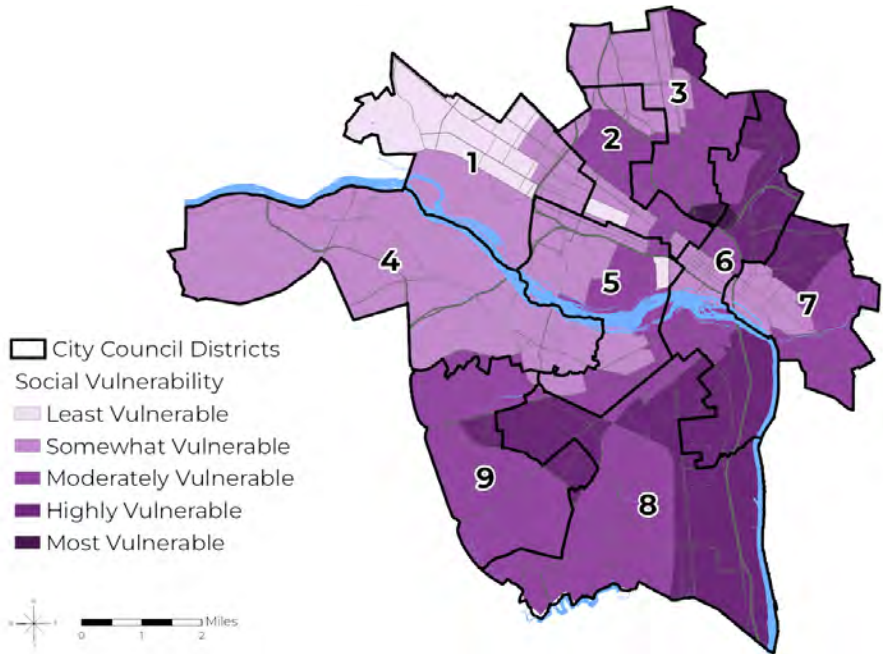 3
2
1
6
4
5
7
City Council Districts
Social Vulnerability
Least Vulnerable
Somewhat Vulnerable
Moderately Vulnerable
Highly Vulnerable
Most Vulnerable
9
8
Miles
0 1 2